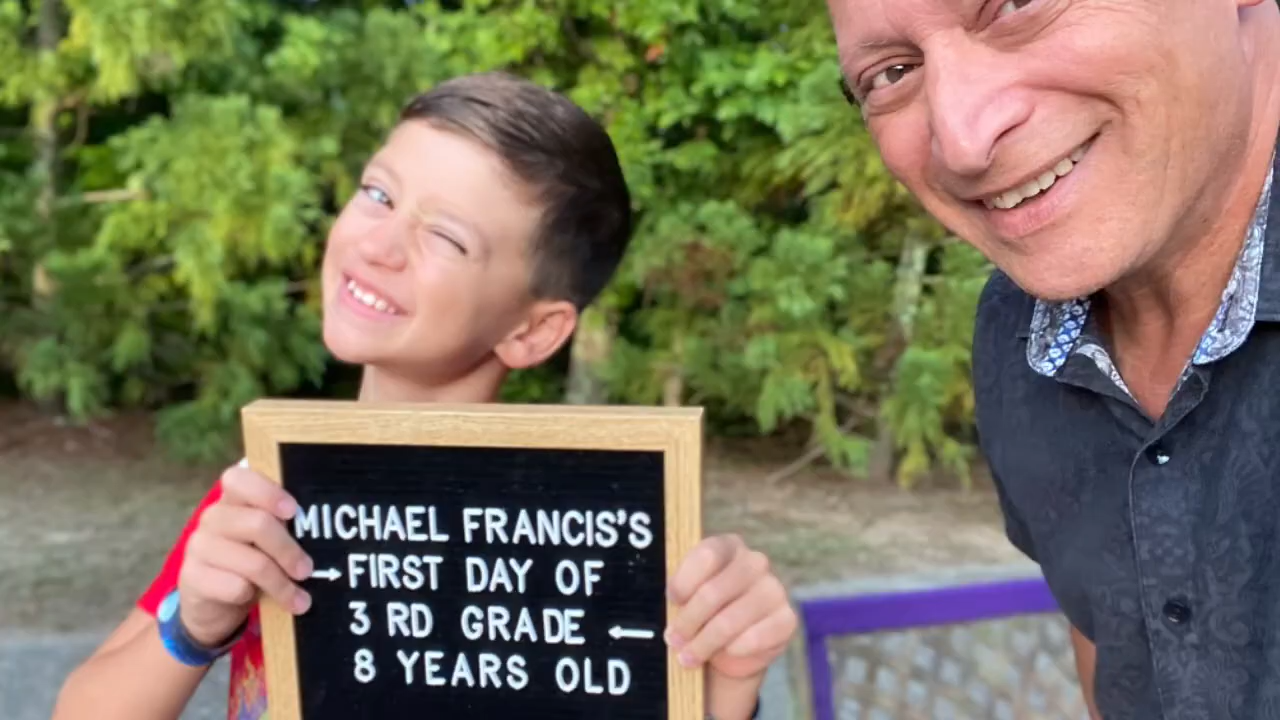 MICHAEL FRANCIS'S
→FIRST DAY OF
3 RD GRADE ←
8 YEARS OLD